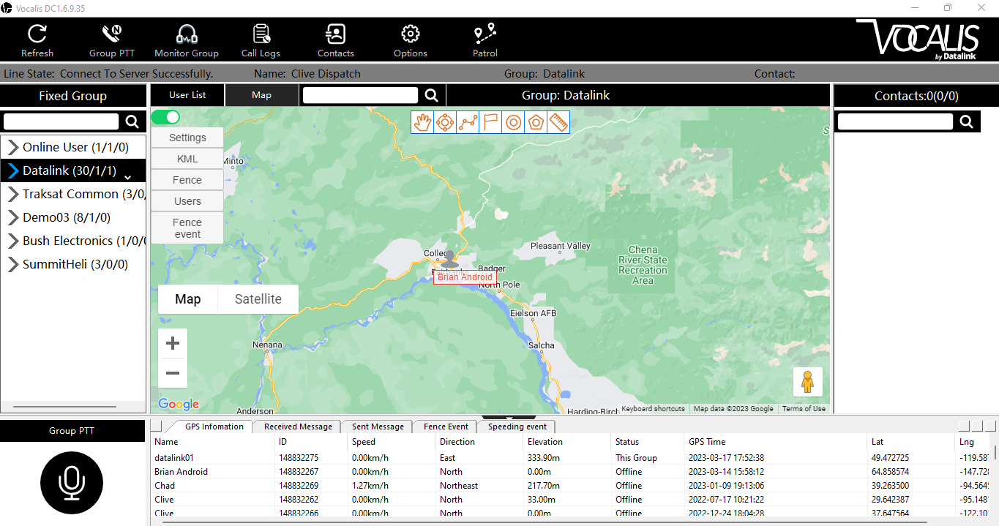 Vocalis DC1.6.9.35
Refresh
Group PTT
Monitor Group
Call Logs
Contacts
Options
Patrol
VOCALIS
by Datalink
Line State: Connect To Server Successfully.
Name: Clive Dispatch
Group: Datalink
Contact:
Fixed Group
User List
Map
Group: Datalink
Contacts:0(0/0)
Online User (1/1/0)
Datalink (30/1/1)
Traksat Common (3/0/
Demo03 (8/1/0)
Bush Electronics (1/0/0
SummitHeli (3/0/0)
Settings
KML
Fence
Users
Fence
event
Minto
Colleg
Pleasant Valley
Chena
River State
Recreation
Area
Badger
Brian Android
North Pole
Eielson AFB
Salcha
Nenana
Anderson
Harding-Birch
S
Map
Satellite
+
−
Google
Keyboard shortcuts
Map data ©2023 Google
Terms of Use
Group PTT
GPS Infomation
Received Message
Sent Message
Fence Event
Speeding event
Name ID Speed Direction Elevation Status GPS Time Lat Lng
datalink01 148832275 0.00km/h East 333.90m This Group 2023-03-17 17:52:38 49.472725 -119.587
Brian Android 148832267 0.00km/h North 0.00m Offline 2023-03-14 15:58:12 64.858574 -147.728
Chad 148832269 1.27km/h Northeast 217.70m Offline 2023-01-09 19:13:06 39.263500 -94.564
Clive 148832262 0.00km/h North 33.00m Offline 2022-07-17 10:21:22 29.642387 -95.148
Clive 148832266 0.00km/h North 0.00m Offline 2022-12-24 18:04:28 37.647564 -122.10